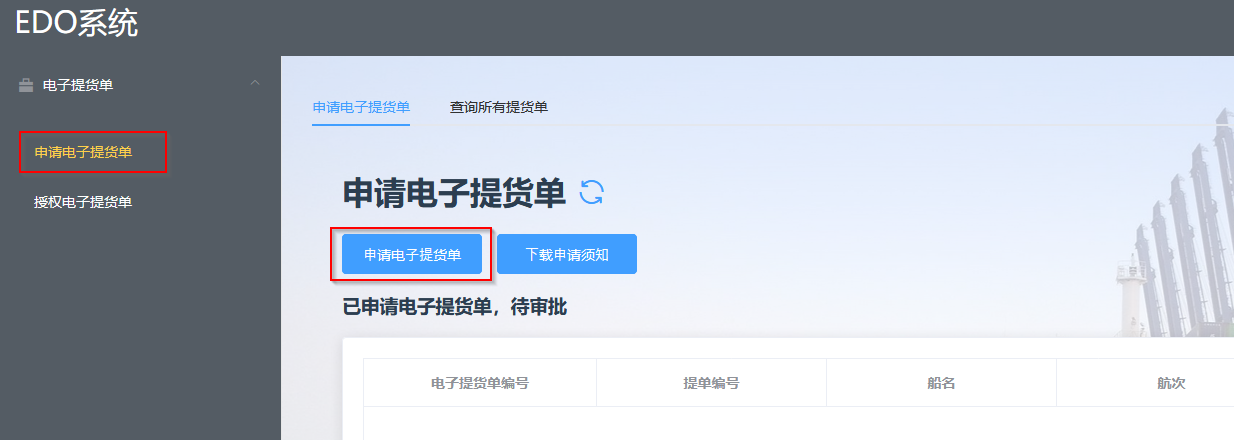 EDO系统
电子提货单
申请电子提货单
授权电子提货单
申请电子提货单 查询所有提货单
申请电子提货单
申请电子提货单 下载申请须知
已申请电子提货单，待审批
电子提货单编号 提单编号 船名 航次